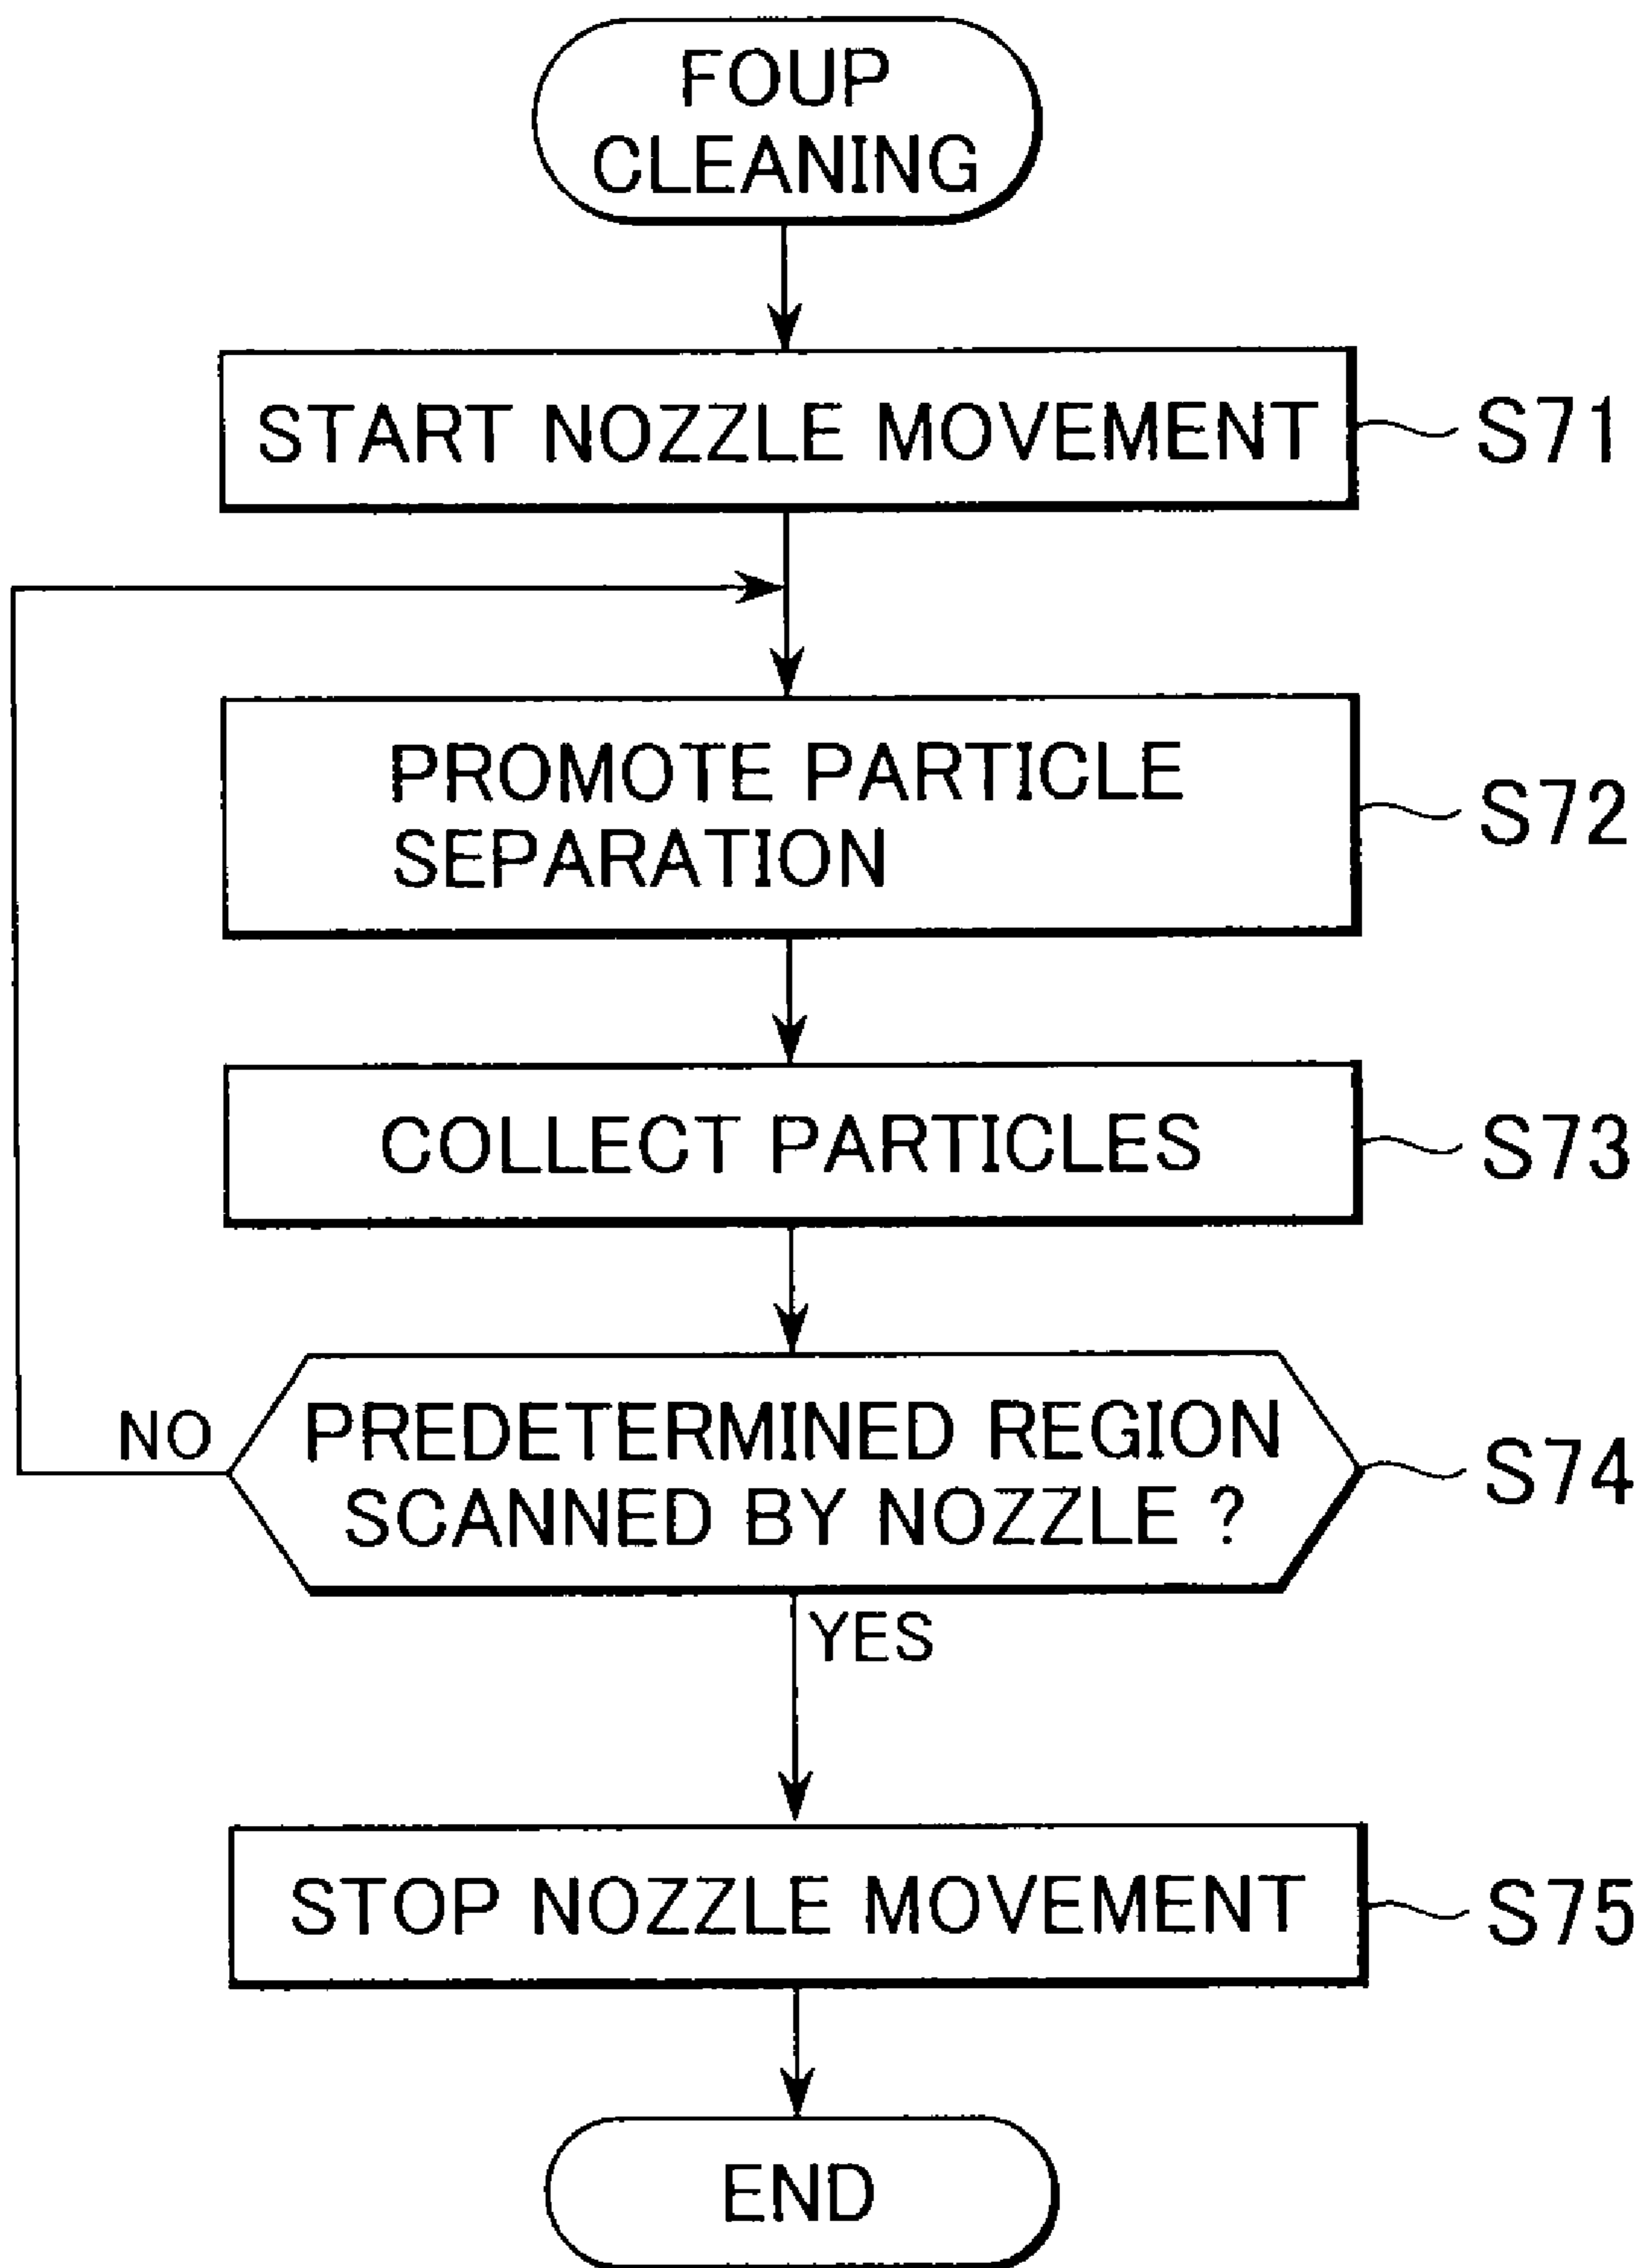 FOUP
CLEANING
START NOZZLE MOVEMENT
S71
PROMOTE PARTICLE
SEPARATION
S72
COLLECT PARTICLES
S73
NO
PREDETERMINED REGION
SCANNED BY NOZZLE ?
S74
YES
STOP NOZZLE MOVEMENT
S75
END